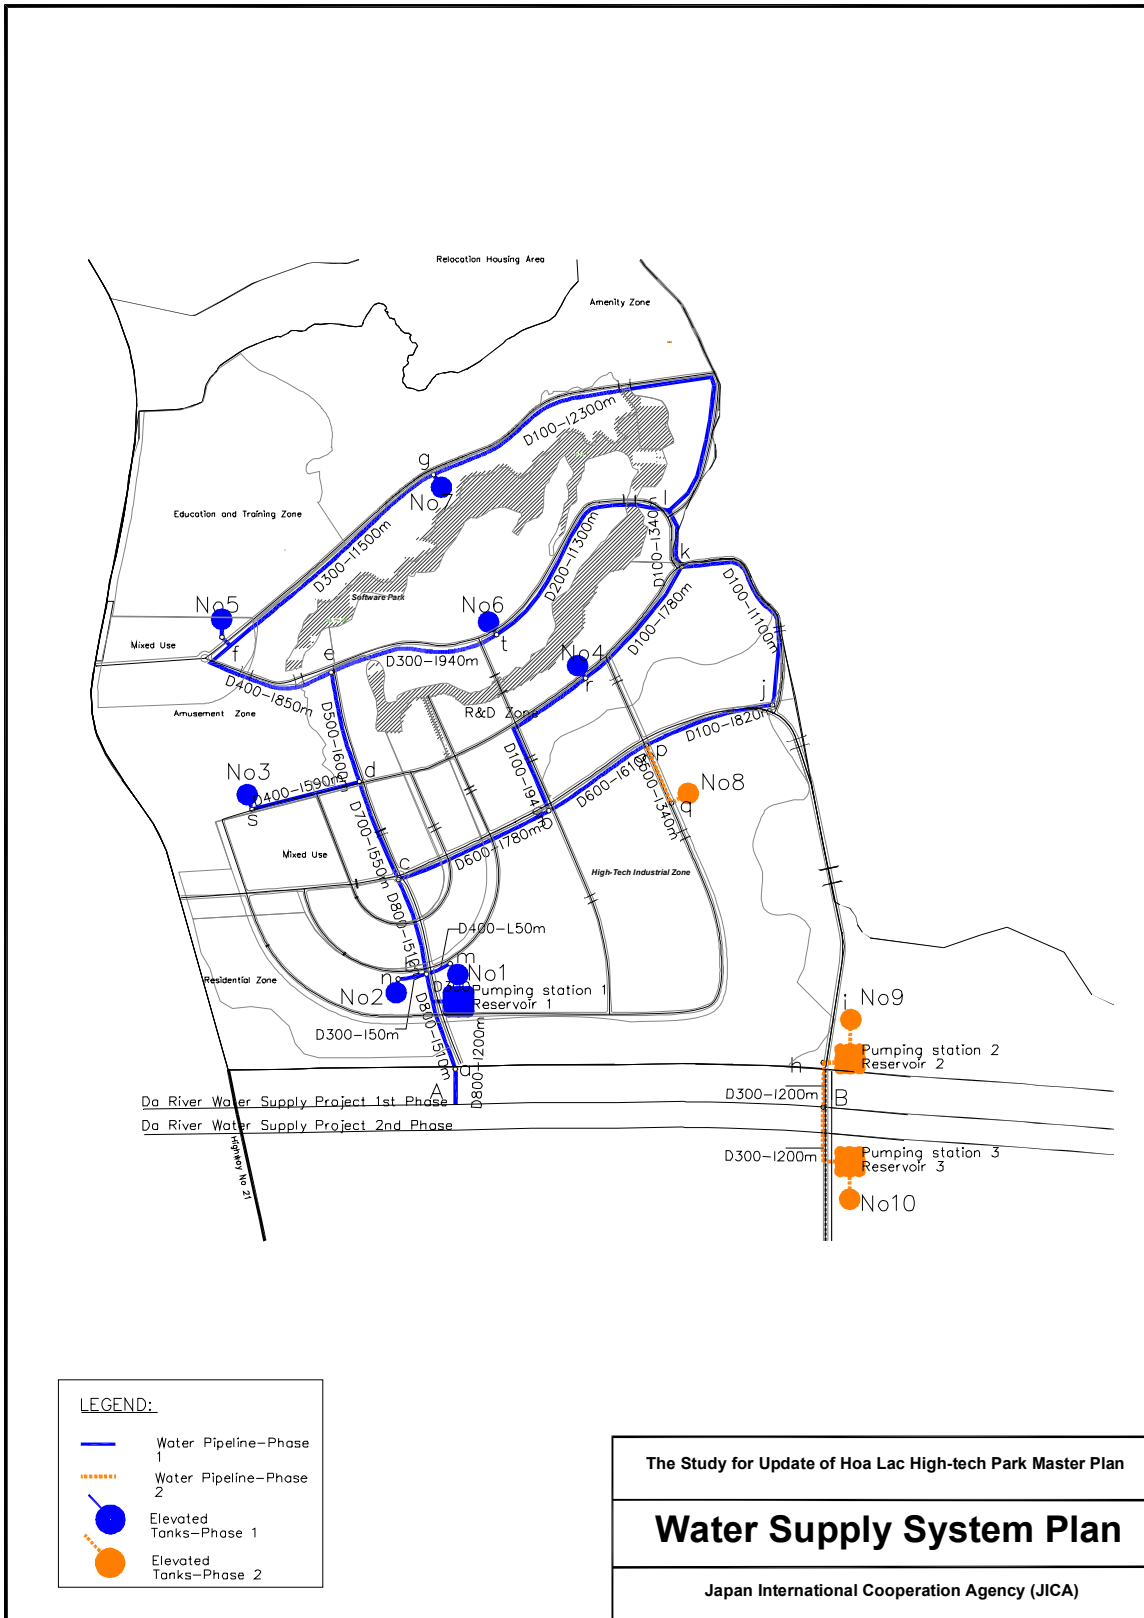 Relocation Housing Area
Amenity Zone
D100-l2300m
g
No7
Education and Training Zone
D300-l1500m
D200-l1300m
D100-l340m
l
k
Software Park
No5
No6
D100-l780m
D100-l1100m
Mixed Use
f
e
D300-l940m
t
No4
r
D400-l850m
Amusement Zone
R&D Zone
j
D100-l820m
D500-l600m
No3
D400-l590m
d
s
D100-l940m
D600-l610m
p
D600-l340m
No8
q
D700-l550m
D600-l780m
Mixed Use
c
High-Tech Industrial Zone
D800-l510m
D400-L50m
m
No1
n
Residential Zone
No2
Pumping station 1
Reservoir 1
D300-l50m
D800-l510m
D800-l200m
a
A
i
No9
Pumping station 2
Reservoir 2
h
D300-l200m
B
Da River Water Supply Project 1st Phase
Da River Water Supply Project 2nd Phase
D300-l200m
Pumping station 3
Reservoir 3
No10
Highway No 21
LEGEND:
Water Pipeline-Phase
1
Water Pipeline-Phase
2
Elevated
Tanks-Phase 1
Elevated
Tanks-Phase 2
The Study for Update of Hoa Lac High-tech Park Master Plan
Water Supply System Plan
Japan International Cooperation Agency (JICA)